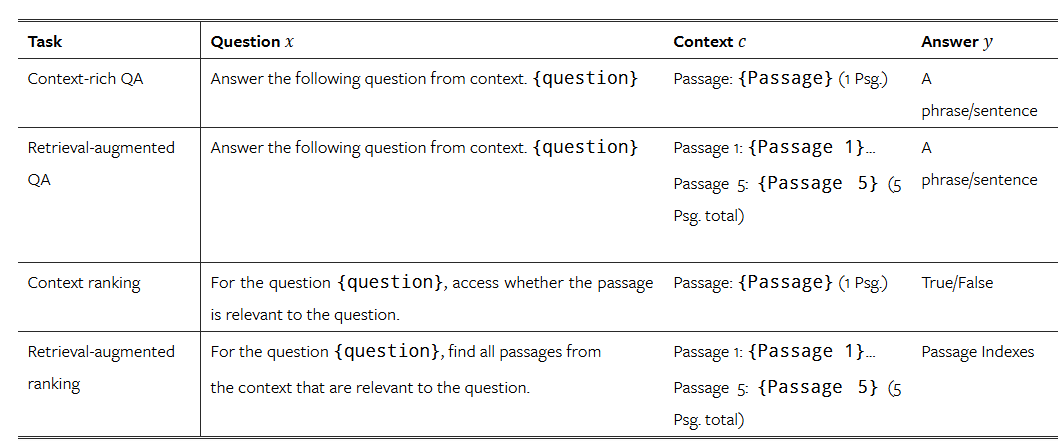 Task Question x Context c Answer y
Context-rich QA Answer the following question from context. {question} Passage: {Passage} (1 Psg.) A
phrase/sentence
Retrieval-augmented Answer the following question from context. {question} Passage 1: {Passage 1}... A
QA Passage 5: {Passage 5} (5 phrase/sentence
Psg. total)
Context ranking For the question {question}, access whether the passage Passage: {Passage} (1 Psg.) True/False
is relevant to the question.
Retrieval-augmented For the question {question}, find all passages from Passage 1: {Passage 1}... Passage Indexes
ranking the context that are relevant to the question. Passage 5: {Passage 5} (5
Psg. total)